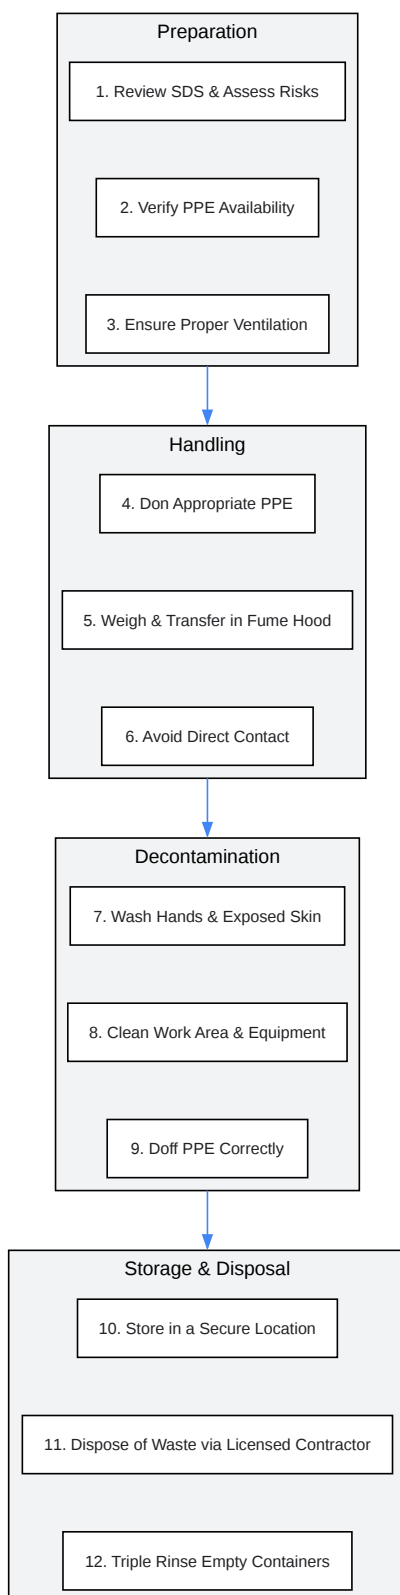 Preparation
1. Review SDS & Assess Risks
2. Verify PPE Availability
3. Ensure Proper Ventilation
Handling
4. Don Appropriate PPE
5. Weigh & Transfer in Fume Hood
6. Avoid Direct Contact
Decontamination
7. Wash Hands & Exposed Skin
8. Clean Work Area & Equipment
9. Doff PPE Correctly
Storage & Disposal
10. Store in a Secure Location
11. Dispose of Waste via Licensed Contractor
12. Triple Rinse Empty Containers